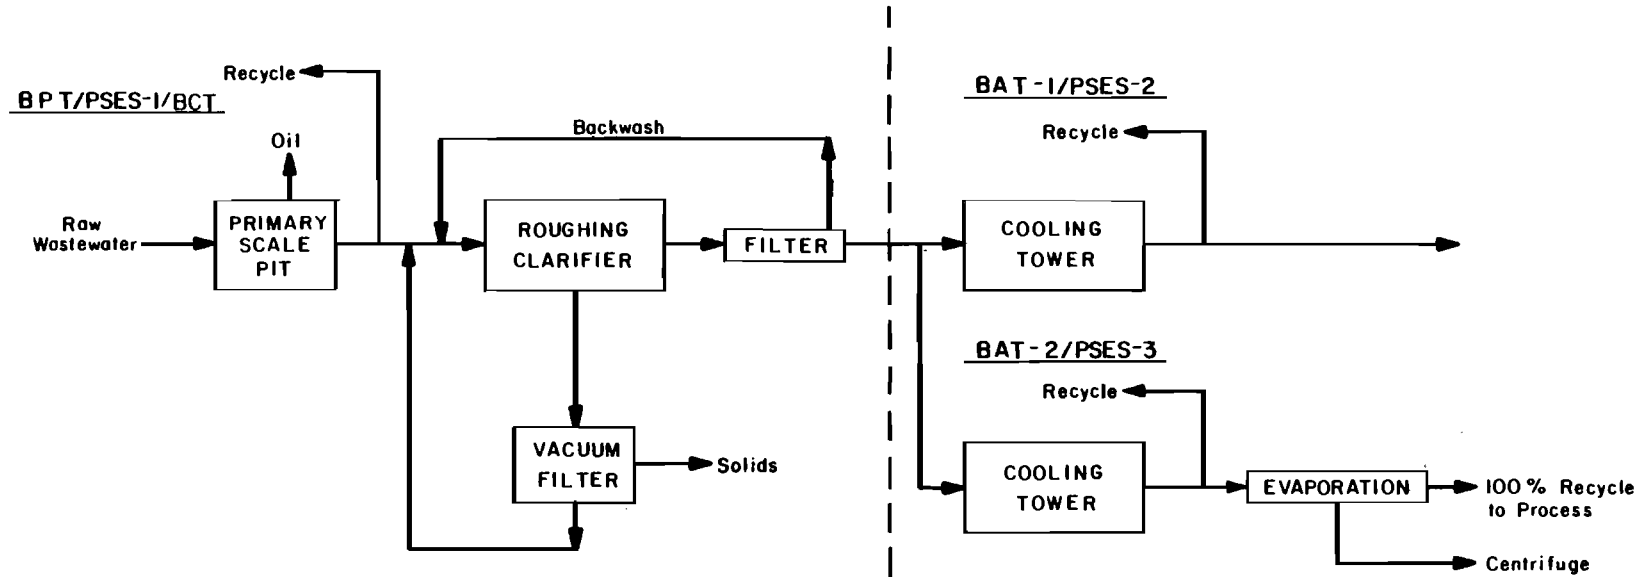 BPT/PSES-1/BCT
Recycle
Oil
Raw
Wastewater
PRIMARY
SCALE
PIT
Backwash
ROUGHING
CLARIFIER
FILTER
VACUUM
FILTER
Solids
BAT-1/PSES-2
Recycle
COOLING
TOWER
BAT-2/PSES-3
Recycle
COOLING
TOWER
EVAPORATION
100% Recycle
to Process
Centrifuge